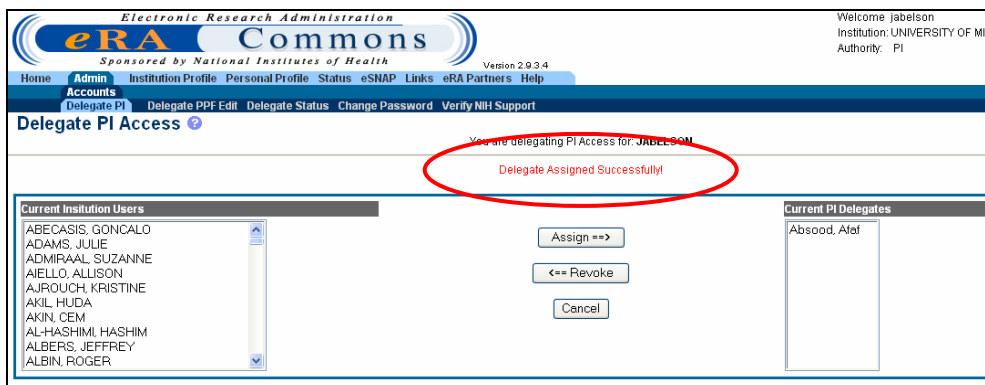 Electronic Research Administration
eRA Commons
Sponsored by National Institutes of Health
Version 2.9.3.4
Welcome jabelson
Institution: UNIVERSITY OF MI
Authority: PI
Home Admin Institution Profile Personal Profile Status eSNAP Links eRA Partners Help
Accounts
Delegate PI Delegate PPF Edit Delegate Status Change Password Verify NIH Support
Delegate PI Access ?
You are delegating PI Access for: JABELSON
Delegate Assigned Successfully!
Current Insitution Users
ABECASIS, GONCALO
ADAMS, JULIE
ADMIRAAL, SUZANNE
AIELLO, ALLISON
AJROUCH, KRISTINE
AKIL, HUDA
AKIN, CEM
AL-HASHIMI, HASHIM
ALBERS, JEFFREY
ALBIN, ROGER
Assign ==>
<== Revoke
Cancel
Current PI Delegates
Absood, Afaf